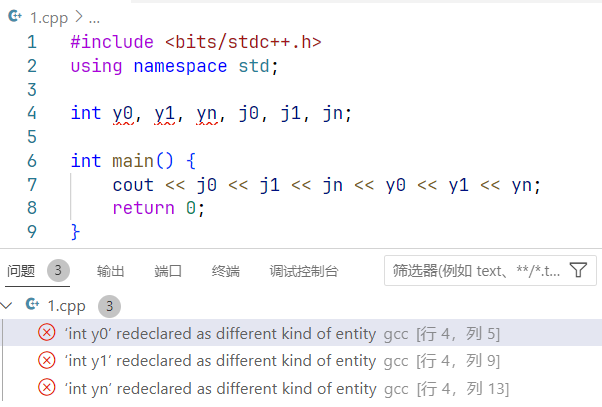 1.cpp > ...
1 #include <bits/stdc++.h>
2 using namespace std;
3
4 int y0, y1, yn, j0, j1, jn;
5
6 int main() {
7 cout << j0 << j1 << jn << y0 << y1 << yn;
8 return 0;
9 }
问题 3 输出 端口 终端 调试控制台 筛选器(例如 text、**/*.t...
1.cpp 3
'int y0' redeclared as different kind of entity gcc [行 4，列 5]
'int y1' redeclared as different kind of entity gcc [行 4，列 9]
'int yn' redeclared as different kind of entity gcc [行 4，列 13]